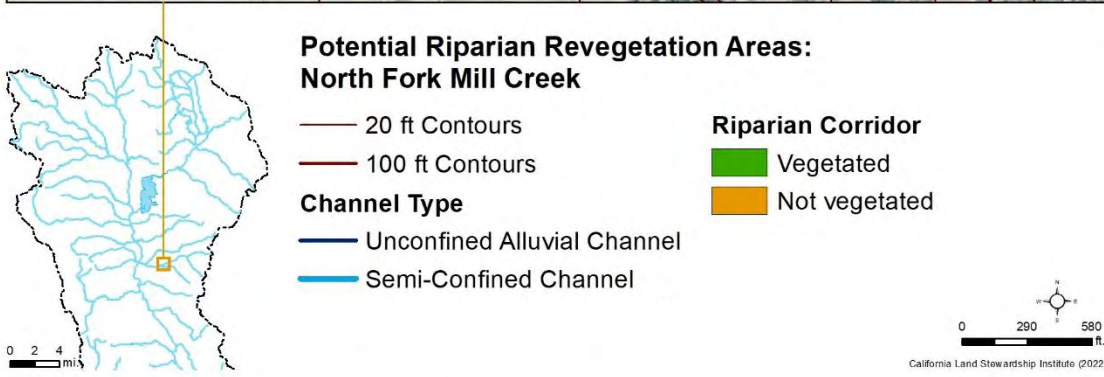 Potential Riparian Revegetation Areas:
North Fork Mill Creek
20 ft Contours
100 ft Contours
Channel Type
Unconfined Alluvial Channel
Semi-Confined Channel
Riparian Corridor
Vegetated
Not vegetated
0 2 4
mi.
N
W E
S
0 290 580
ft.
California Land Stewardship Institute (2022